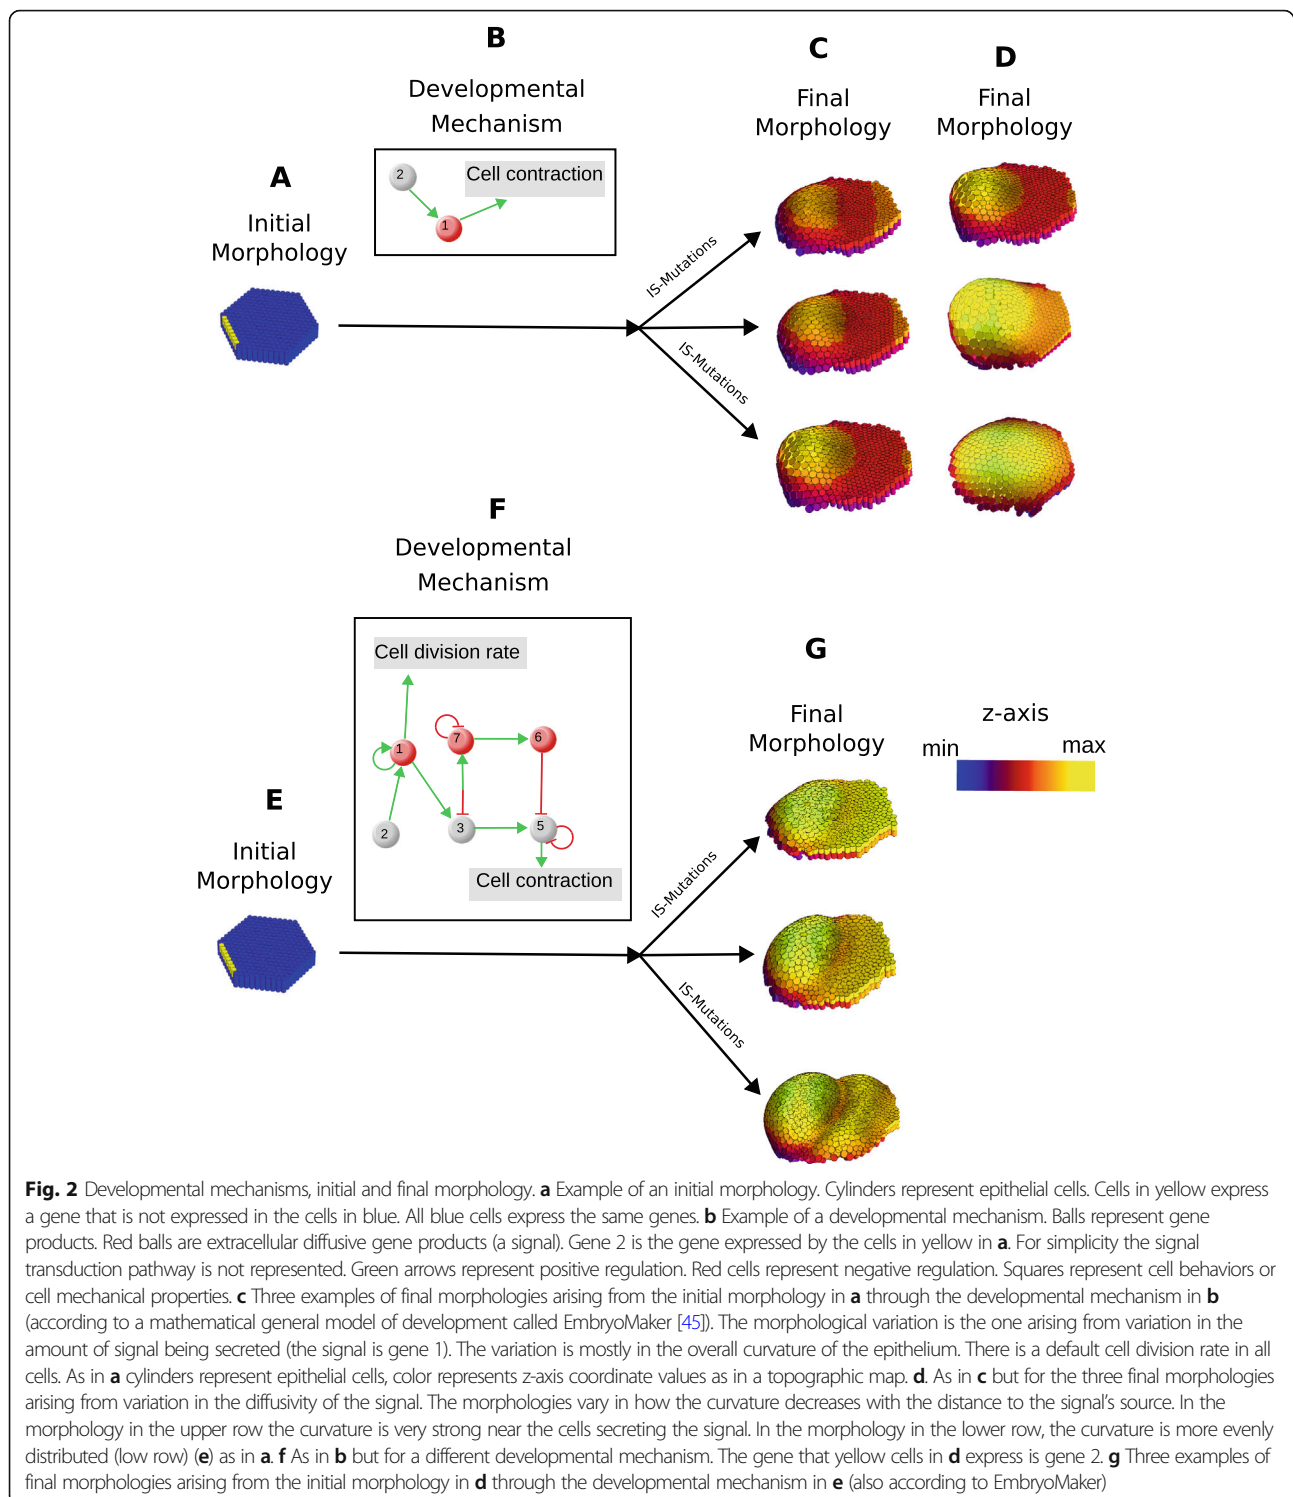 B
Developmental
Mechanism
2
Cell contraction
1
A
Initial
Morphology
C
Final
Morphology
D
Final
Morphology
IS-Mutations
IS-Mutations
F
Developmental
Mechanism
Cell division rate
1
7
6
2
3
5
Cell contraction
E
Initial
Morphology
G
Final
Morphology
z-axis
min
max
IS-Mutations
IS-Mutations
Fig. 2 Developmental mechanisms, initial and final morphology. a Example of an initial morphology. Cylinders represent epithelial cells. Cells in yellow express
a gene that is not expressed in the cells in blue. All blue cells express the same genes. b Example of a developmental mechanism. Balls represent gene
products. Red balls are extracellular diffusive gene products (a signal). Gene 2 is the gene expressed by the cells in yellow in a. For simplicity the signal
transduction pathway is not represented. Green arrows represent positive regulation. Red cells represent negative regulation. Squares represent cell behaviors or
cell mechanical properties. c Three examples of final morphologies arising from the initial morphology in a through the developmental mechanism in b
(according to a mathematical general model of development called EmbryoMaker [45]). The morphological variation is the one arising from variation in the
amount of signal being secreted (the signal is gene 1). The variation is mostly in the overall curvature of the epithelium. There is a default cell division rate in all
cells. As in a cylinders represent epithelial cells, color represents z-axis coordinate values as in a topographic map. d. As in c but for the three final morphologies
arising from variation in the diffusivity of the signal. The morphologies vary in how the curvature decreases with the distance to the signal's source. In the
morphology in the upper row the curvature is very strong near the cells secreting the signal. In the morphology in the lower row, the curvature is more evenly
distributed (low row) (e) as in a. f As in b but for a different developmental mechanism. The gene that yellow cells in d express is gene 2. g Three examples of
final morphologies arising from the initial morphology in d through the developmental mechanism in e (also according to EmbryoMaker)